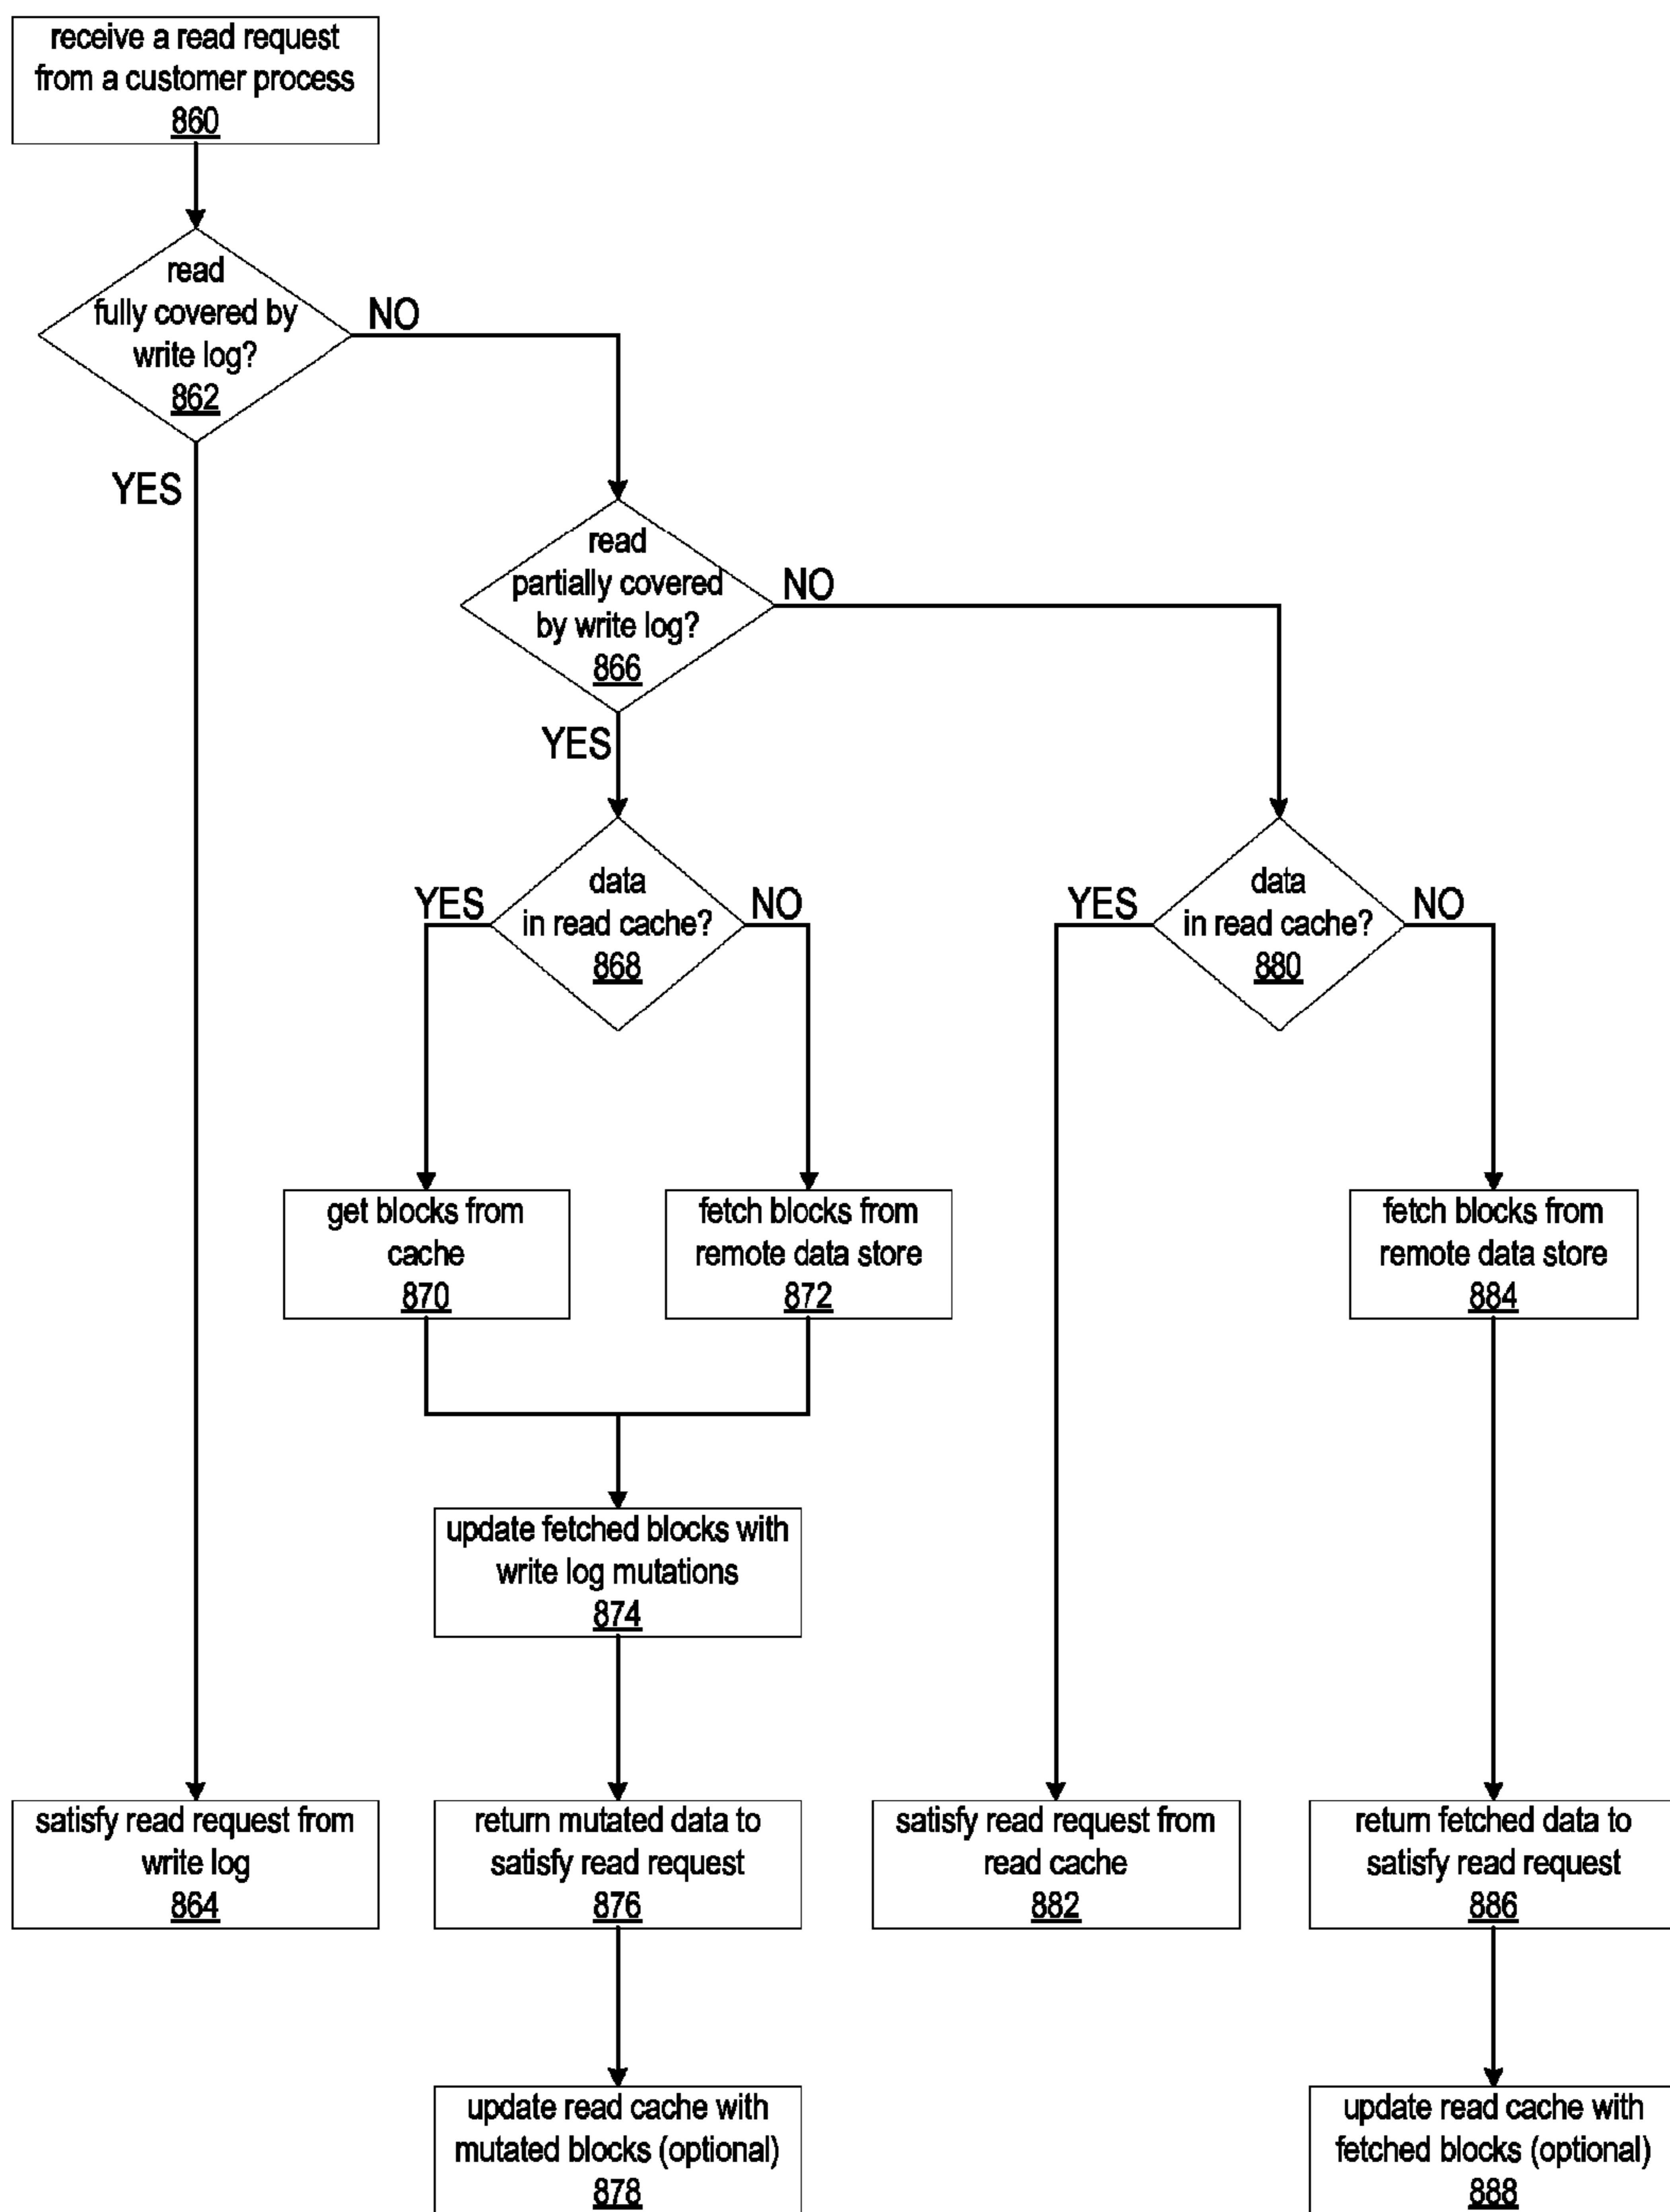 receive a read request
from a customer process
860
read
fully covered by
write log?
862
NO
YES
read
partially covered
by write log?
866
NO
YES
data
in read cache?
868
YES
NO
data
in read cache?
880
YES
NO
get blocks from
cache
870
fetch blocks from
remote data store
872
fetch blocks from
remote data store
884
update fetched blocks with
write log mutations
874
satisfy read request from
write log
864
return mutated data to
satisfy read request
876
satisfy read request from
read cache
882
return fetched data to
satisfy read request
886
update read cache with
mutated blocks (optional)
878
update read cache with
fetched blocks (optional)
888